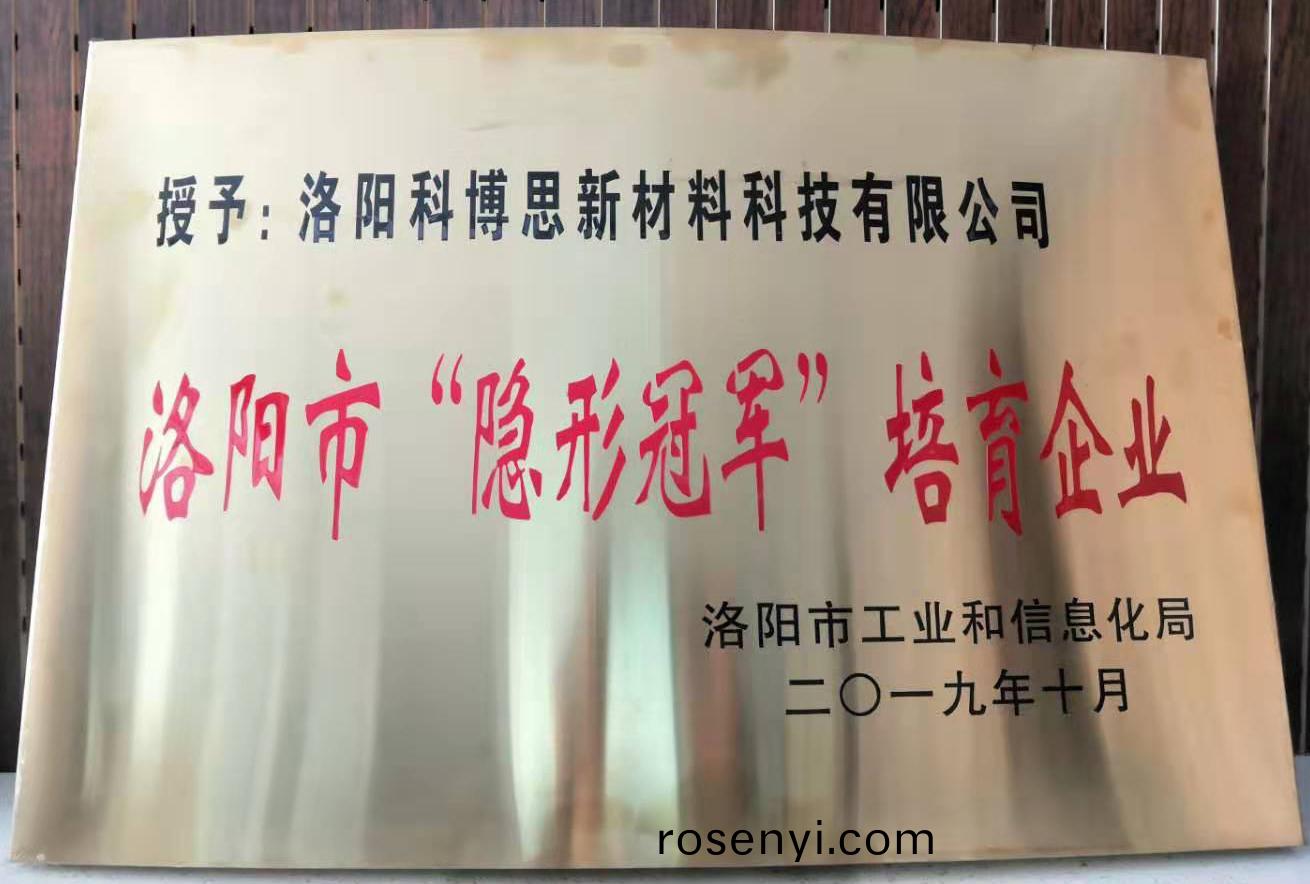 授予：洛阳科博思新材料科技有限公司
洛阳市“隐形冠军”培育企业
洛阳市工业和信息化局
二〇一九年十月
rosenyi.com